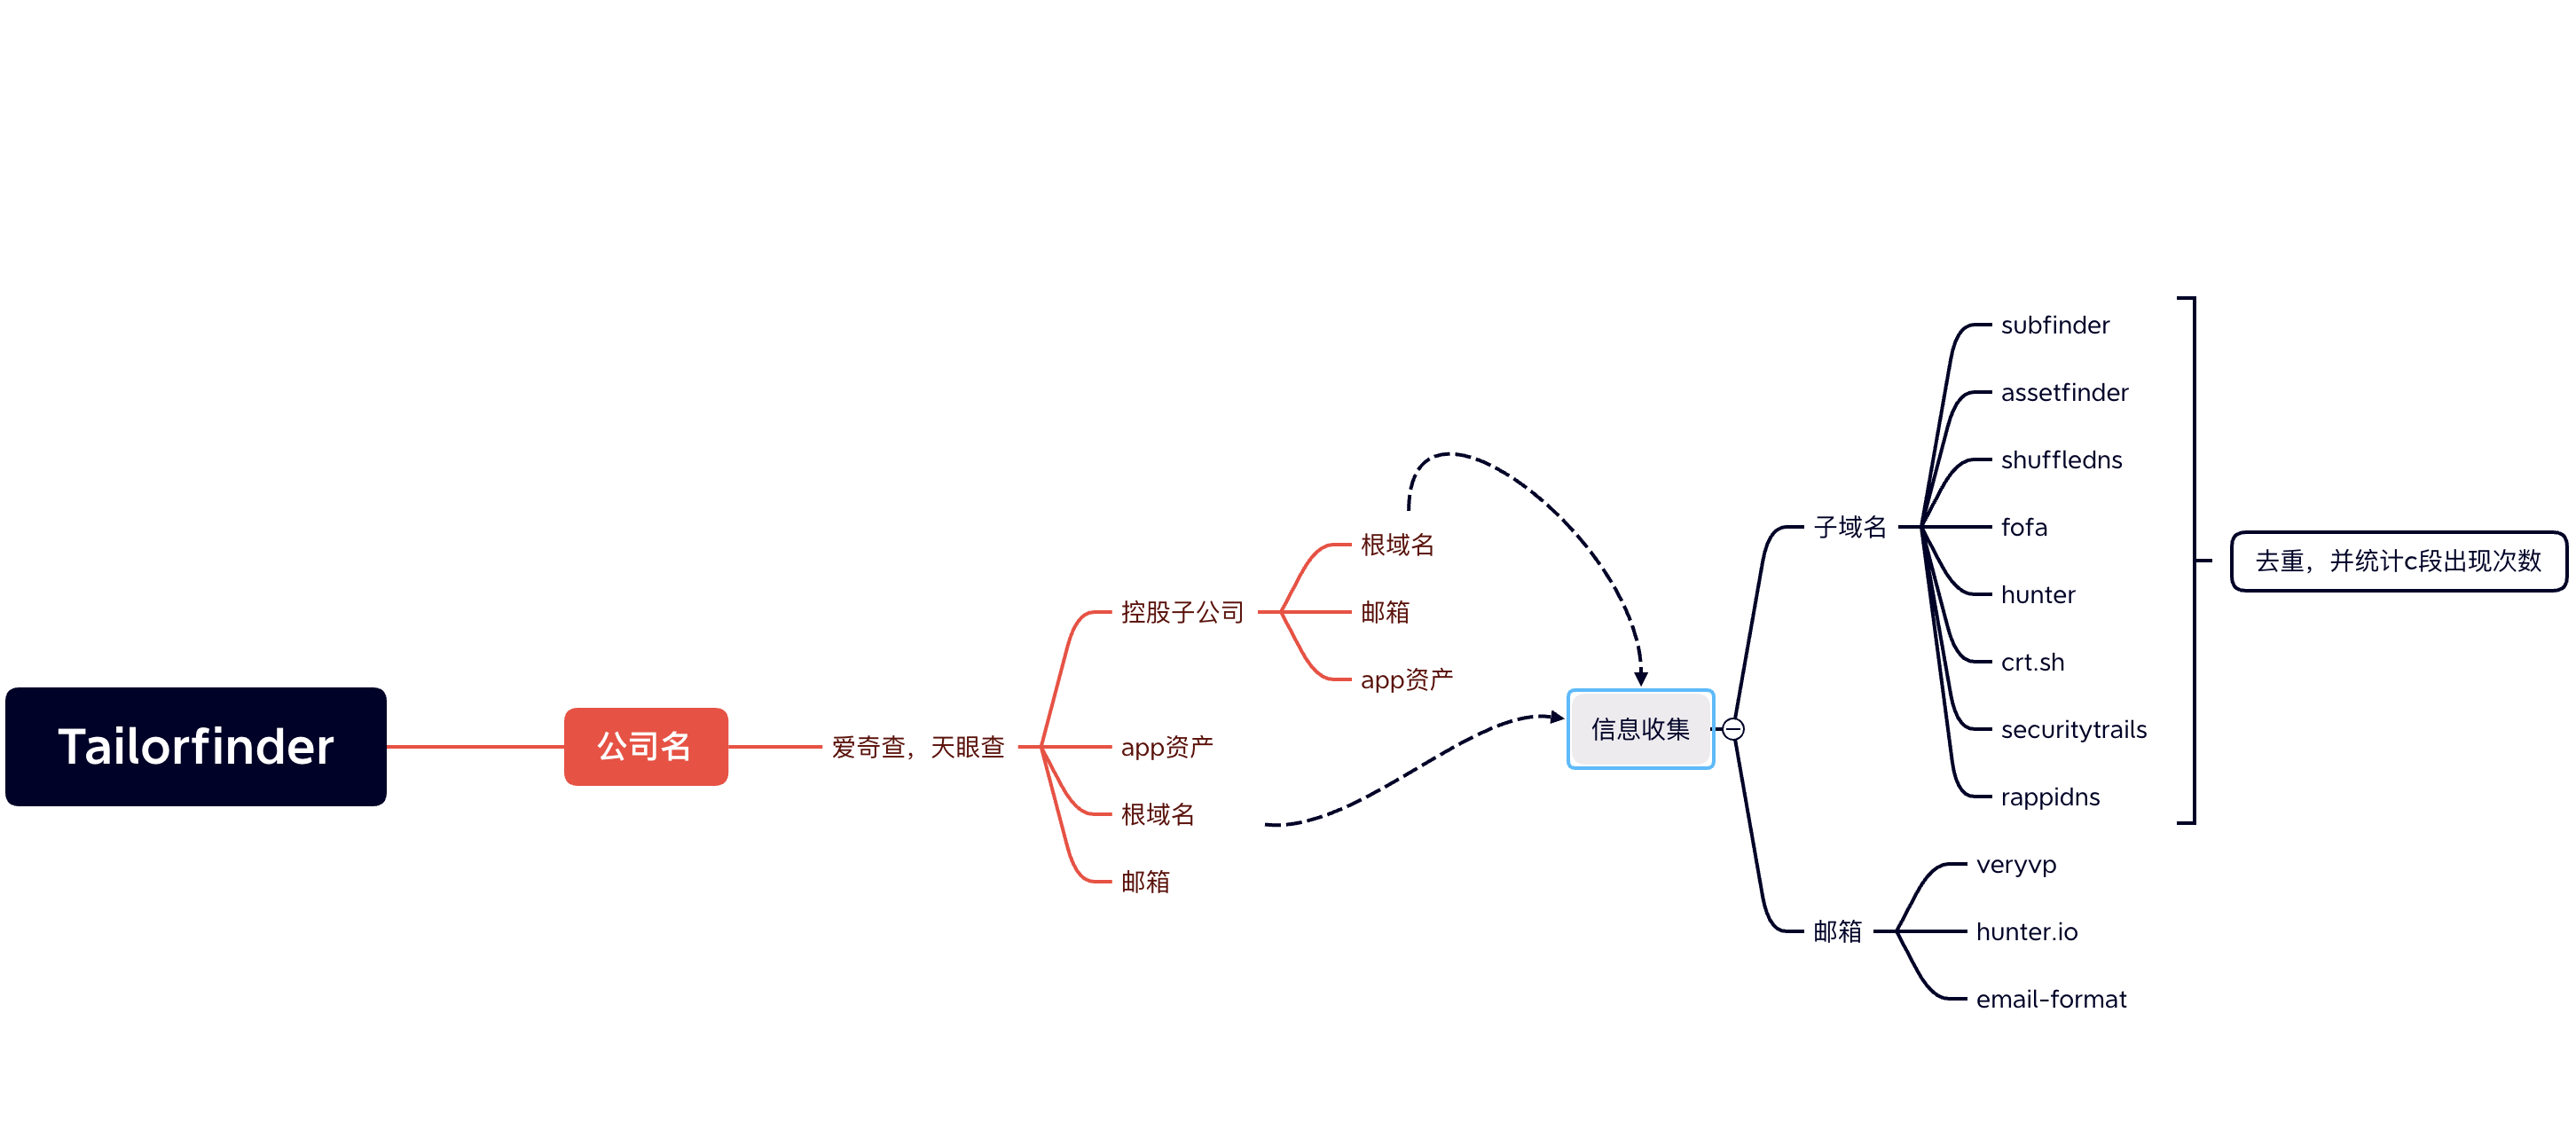 Tailorfinder
公司名
爱奇查，天眼查
控股子公司
根域名
邮箱
app资产
app资产
根域名
邮箱
信息收集
子域名
subfinder
assetfinder
shuffledns
fofa
hunter
crt.sh
securitytrails
rappidns
去重，并统计c段出现次数
邮箱
veryvp
hunter.io
email-format